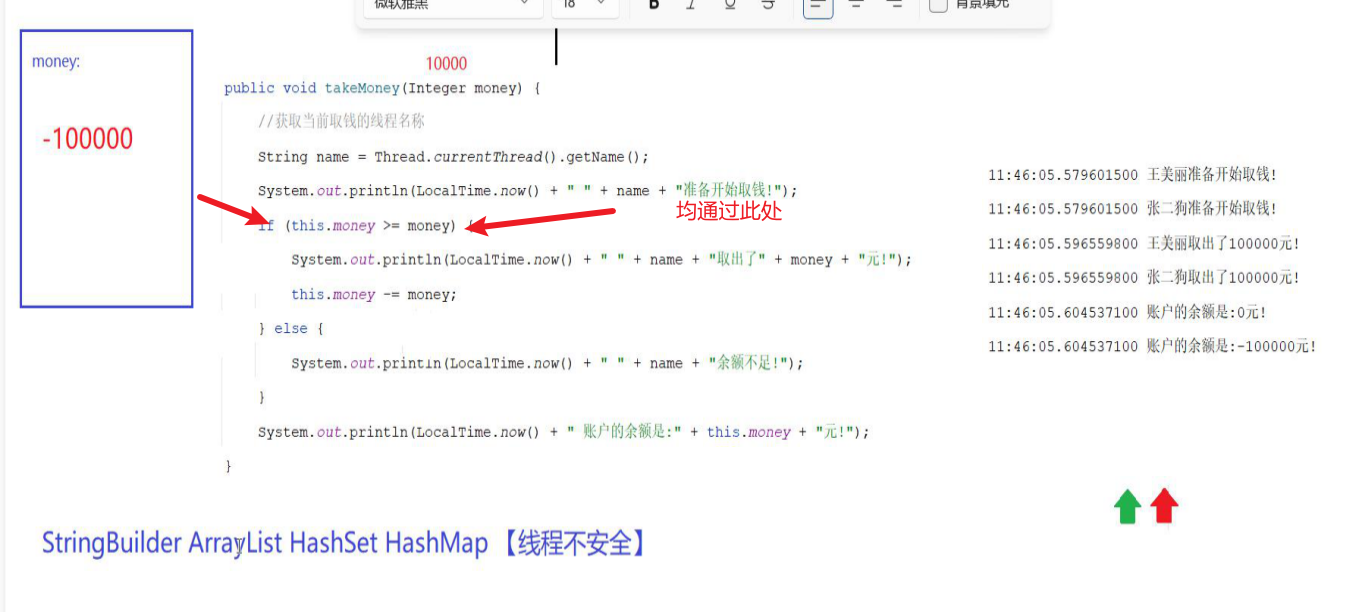 微软雅黑 18 B I U S 背景填充
money:
-100000
10000
public void takeMoney(Integer money) {
//获取当前取钱的线程名称
String name = Thread.currentThread().getName();
System.out.println(LocalTime.now() + " " + name + "准备开始取钱!");
均通过此处
if (this.money >= money) {
System.out.println(LocalTime.now() + " " + name + "取出了" + money + "元!");
this.money -= money;
} else {
System.out.println(LocalTime.now() + " " + name + "余额不足!");
}
System.out.println(LocalTime.now() + " 账户的余额是:" + this.money + "元!");
}
11:46:05.579601500 王美丽准备开始取钱!
11:46:05.579601500 张二狗准备开始取钱!
11:46:05.596559800 王美丽取出了100000元!
11:46:05.596559800 张二狗取出了100000元!
11:46:05.604537100 账户的余额是:0元!
11:46:05.604537100 账户的余额是:-100000元!
StringBuilder ArrayList HashSet HashMap 【线程不安全】